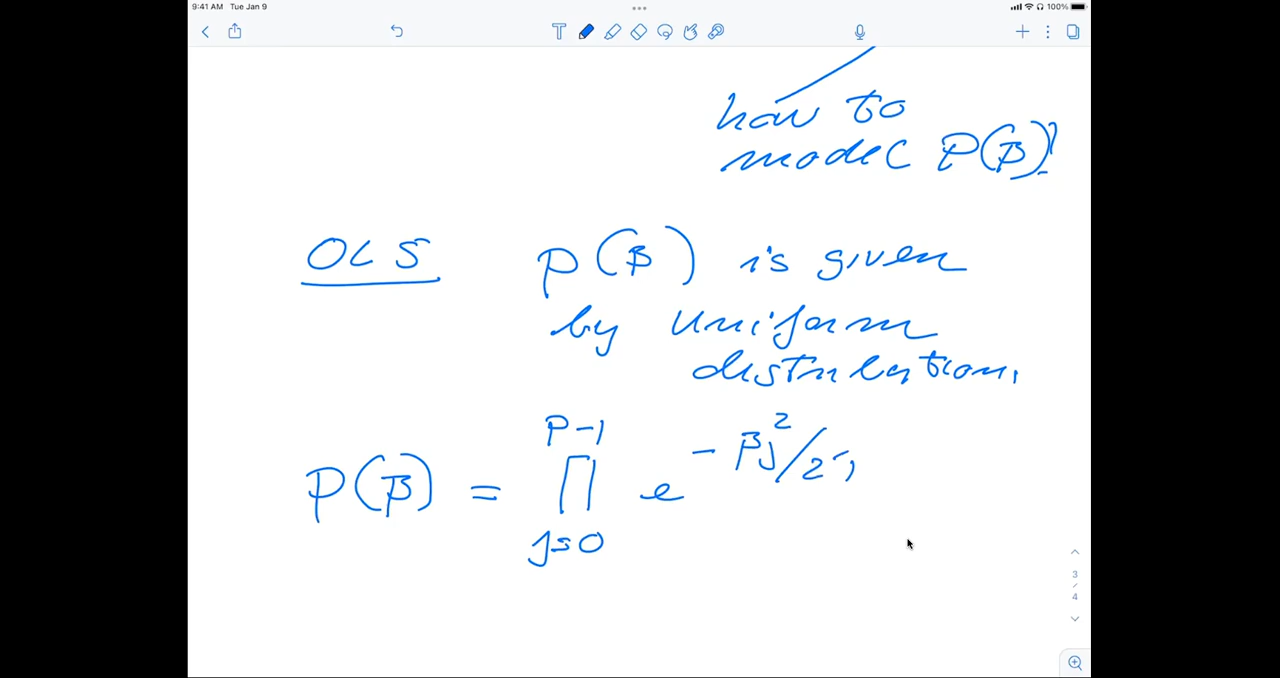 9:41 AM Tue Jan 9
100%
how to
model P(β)?
OLS P(β) is given
by uniform
distribution.
P(β) = ∏_{j=0}^{P-1} e^{-βj²/2
3
/
4